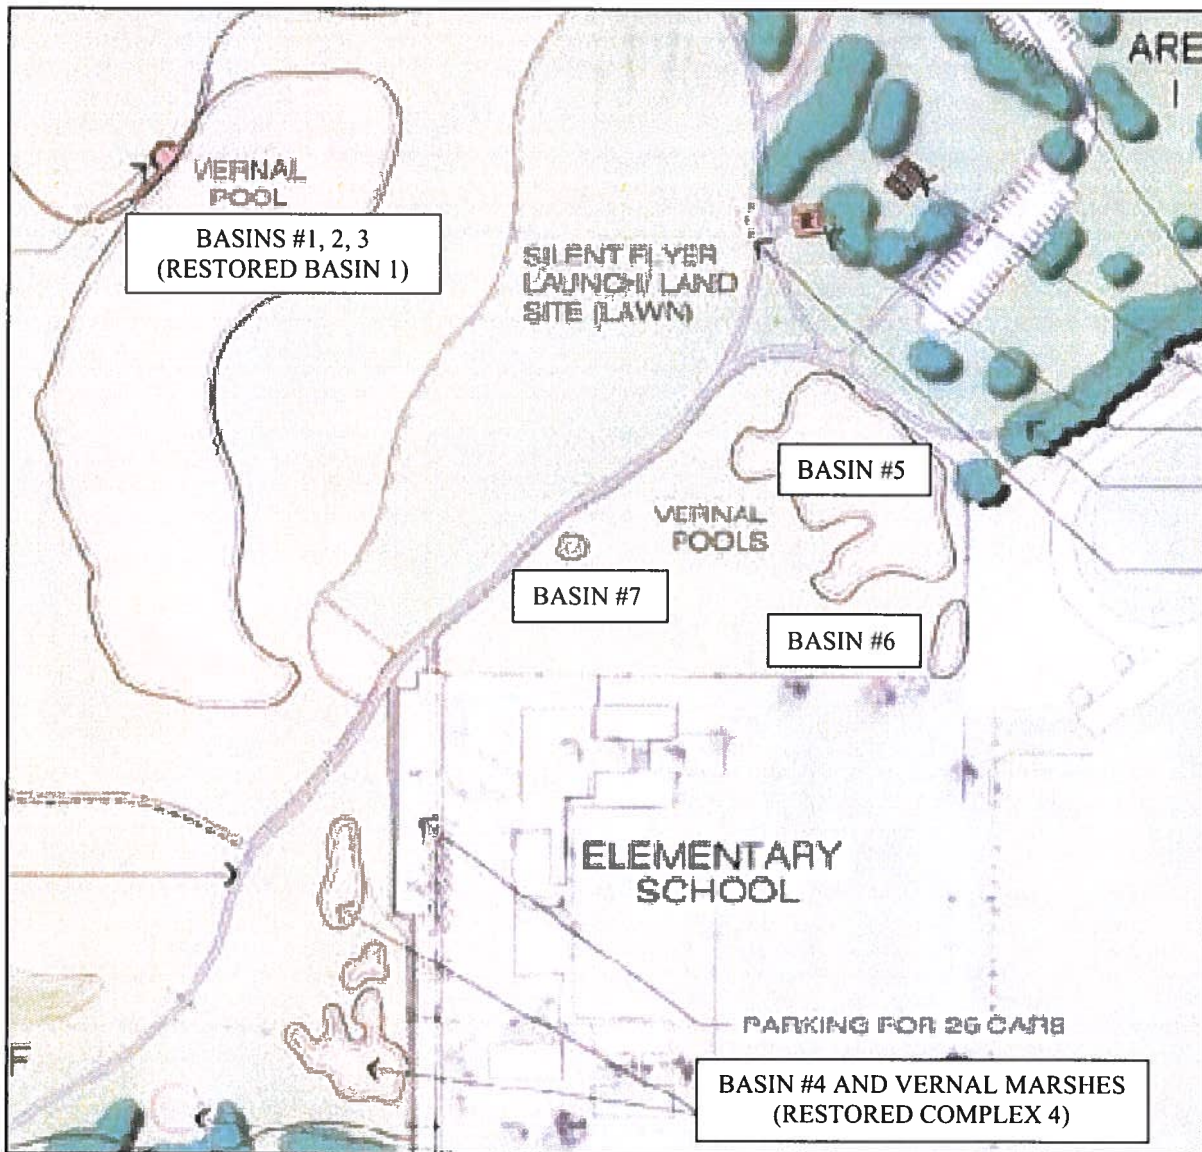 ARE
I
VERNAL
POOL
BASINS #1, 2, 3
(RESTORED BASIN 1)
SILENT FLYER
LAUNCH/ LAND
SITE (LAWN)
BASIN #5
VERNAL
POOLS
BASIN #7
BASIN #6
ELEMENTARY
SCHOOL
PARKING FOR 26 CARS
F
BASIN #4 AND VERNAL MARSHES
(RESTORED COMPLEX 4)